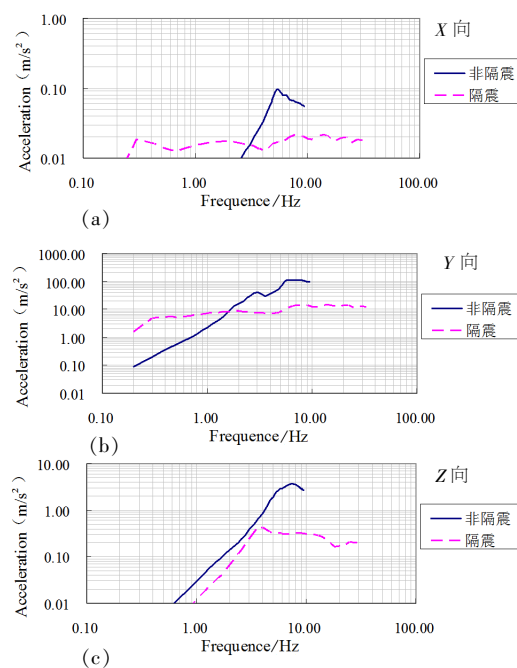 X 向
1.00
0.10
0.01
Acceleration (m/s²)
非隔震
隔震
0.10 1.00 10.00 100.00
Frequence/Hz
(a)
Y 向
1000.00
100.00
10.00
1.00
0.10
0.01
Acceleration (m/s²)
非隔震
隔震
0.10 1.00 10.00 100.00
Frequence/Hz
(b)
Z 向
10.00
1.00
0.10
0.01
Acceleration (m/s²)
非隔震
隔震
0.10 1.00 10.00 100.00
Frequency/Hz
(c)